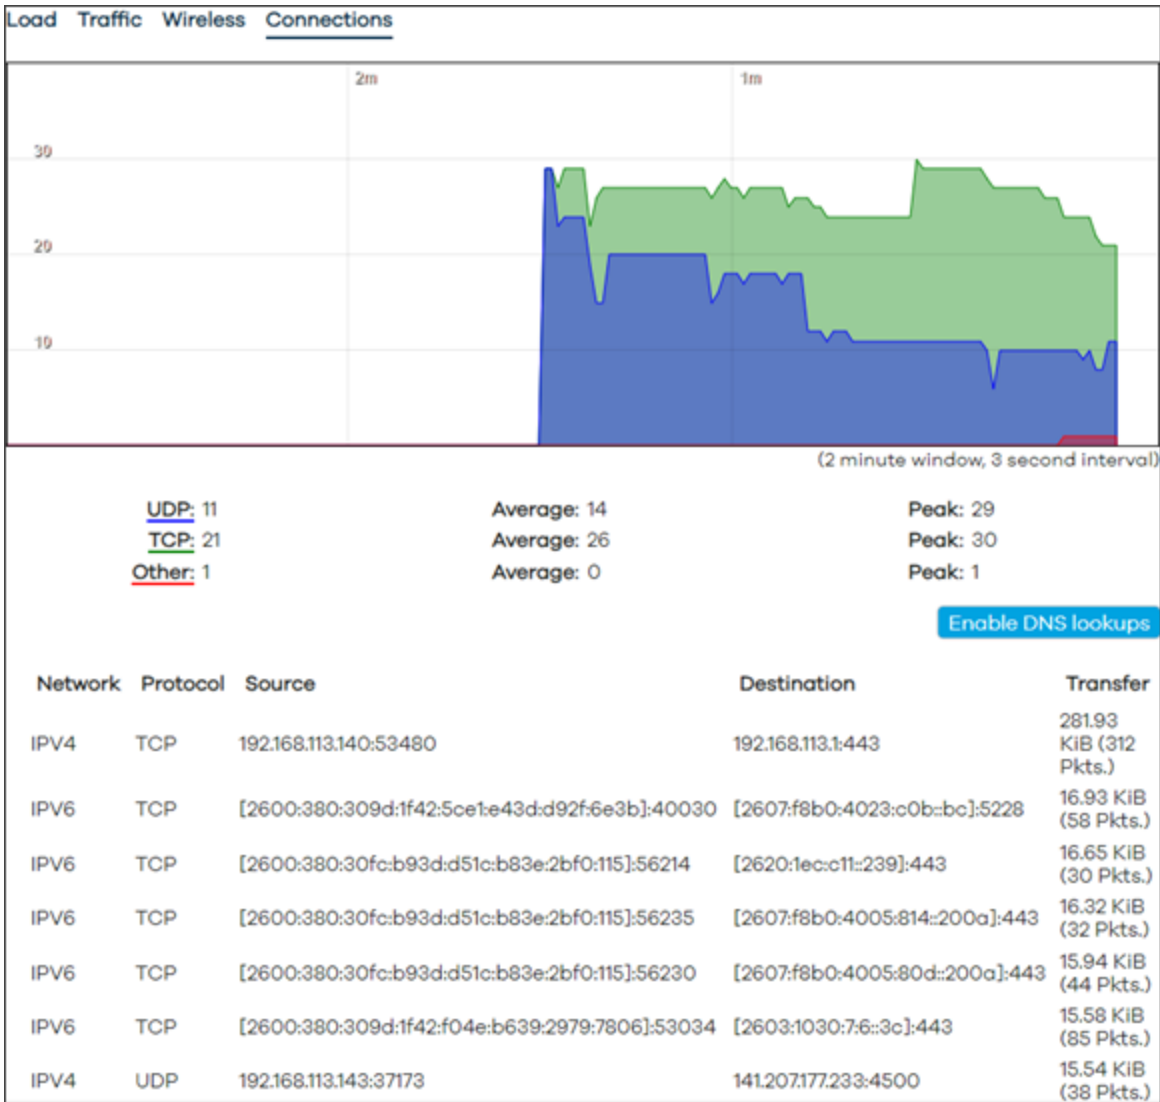 Load Traffic Wireless Connections
2m 1m
30
20
10
(2 minute window, 3 second interval)
UDP: 11 Average: 14 Peak: 29
TCP: 21 Average: 26 Peak: 30
Other: 1 Average: 0 Peak: 1
Enable DNS lookups
Network Protocol Source Destination Transfer
IPV4 TCP 192.168.113.140:53480 192.168.113.1:443 281.93
KiB (312
Pkts.)
IPV6 TCP [2600:380:309d:1f42:5ce1:e43d:d92f:6e3b]:40030 [2607:f8b0:4023:c0b::bc]:5228 16.93 KiB
(58 Pkts.)
IPV6 TCP [2600:380:30fc:b93d:d51c:b83e:2bf0:115]:56214 [2620:1ec:c11::239]:443 16.65 KiB
(30 Pkts.)
IPV6 TCP [2600:380:30fc:b93d:d51c:b83e:2bf0:115]:56235 [2607:f8b0:4005:814::200a]:443 16.32 KiB
(32 Pkts.)
IPV6 TCP [2600:380:30fc:b93d:d51c:b83e:2bf0:115]:56230 [2607:f8b0:4005:80d::200a]:443 15.94 KiB
(44 Pkts.)
IPV6 TCP [2600:380:309d:1f42:f04e:b639:2979:7806]:53034 [2603:1030:7:6::3c]:443 15.58 KiB
(85 Pkts.)
IPV4 UDP 192.168.113.143:37173 141.207.177.233:4500 15.54 KiB
(38 Pkts.)